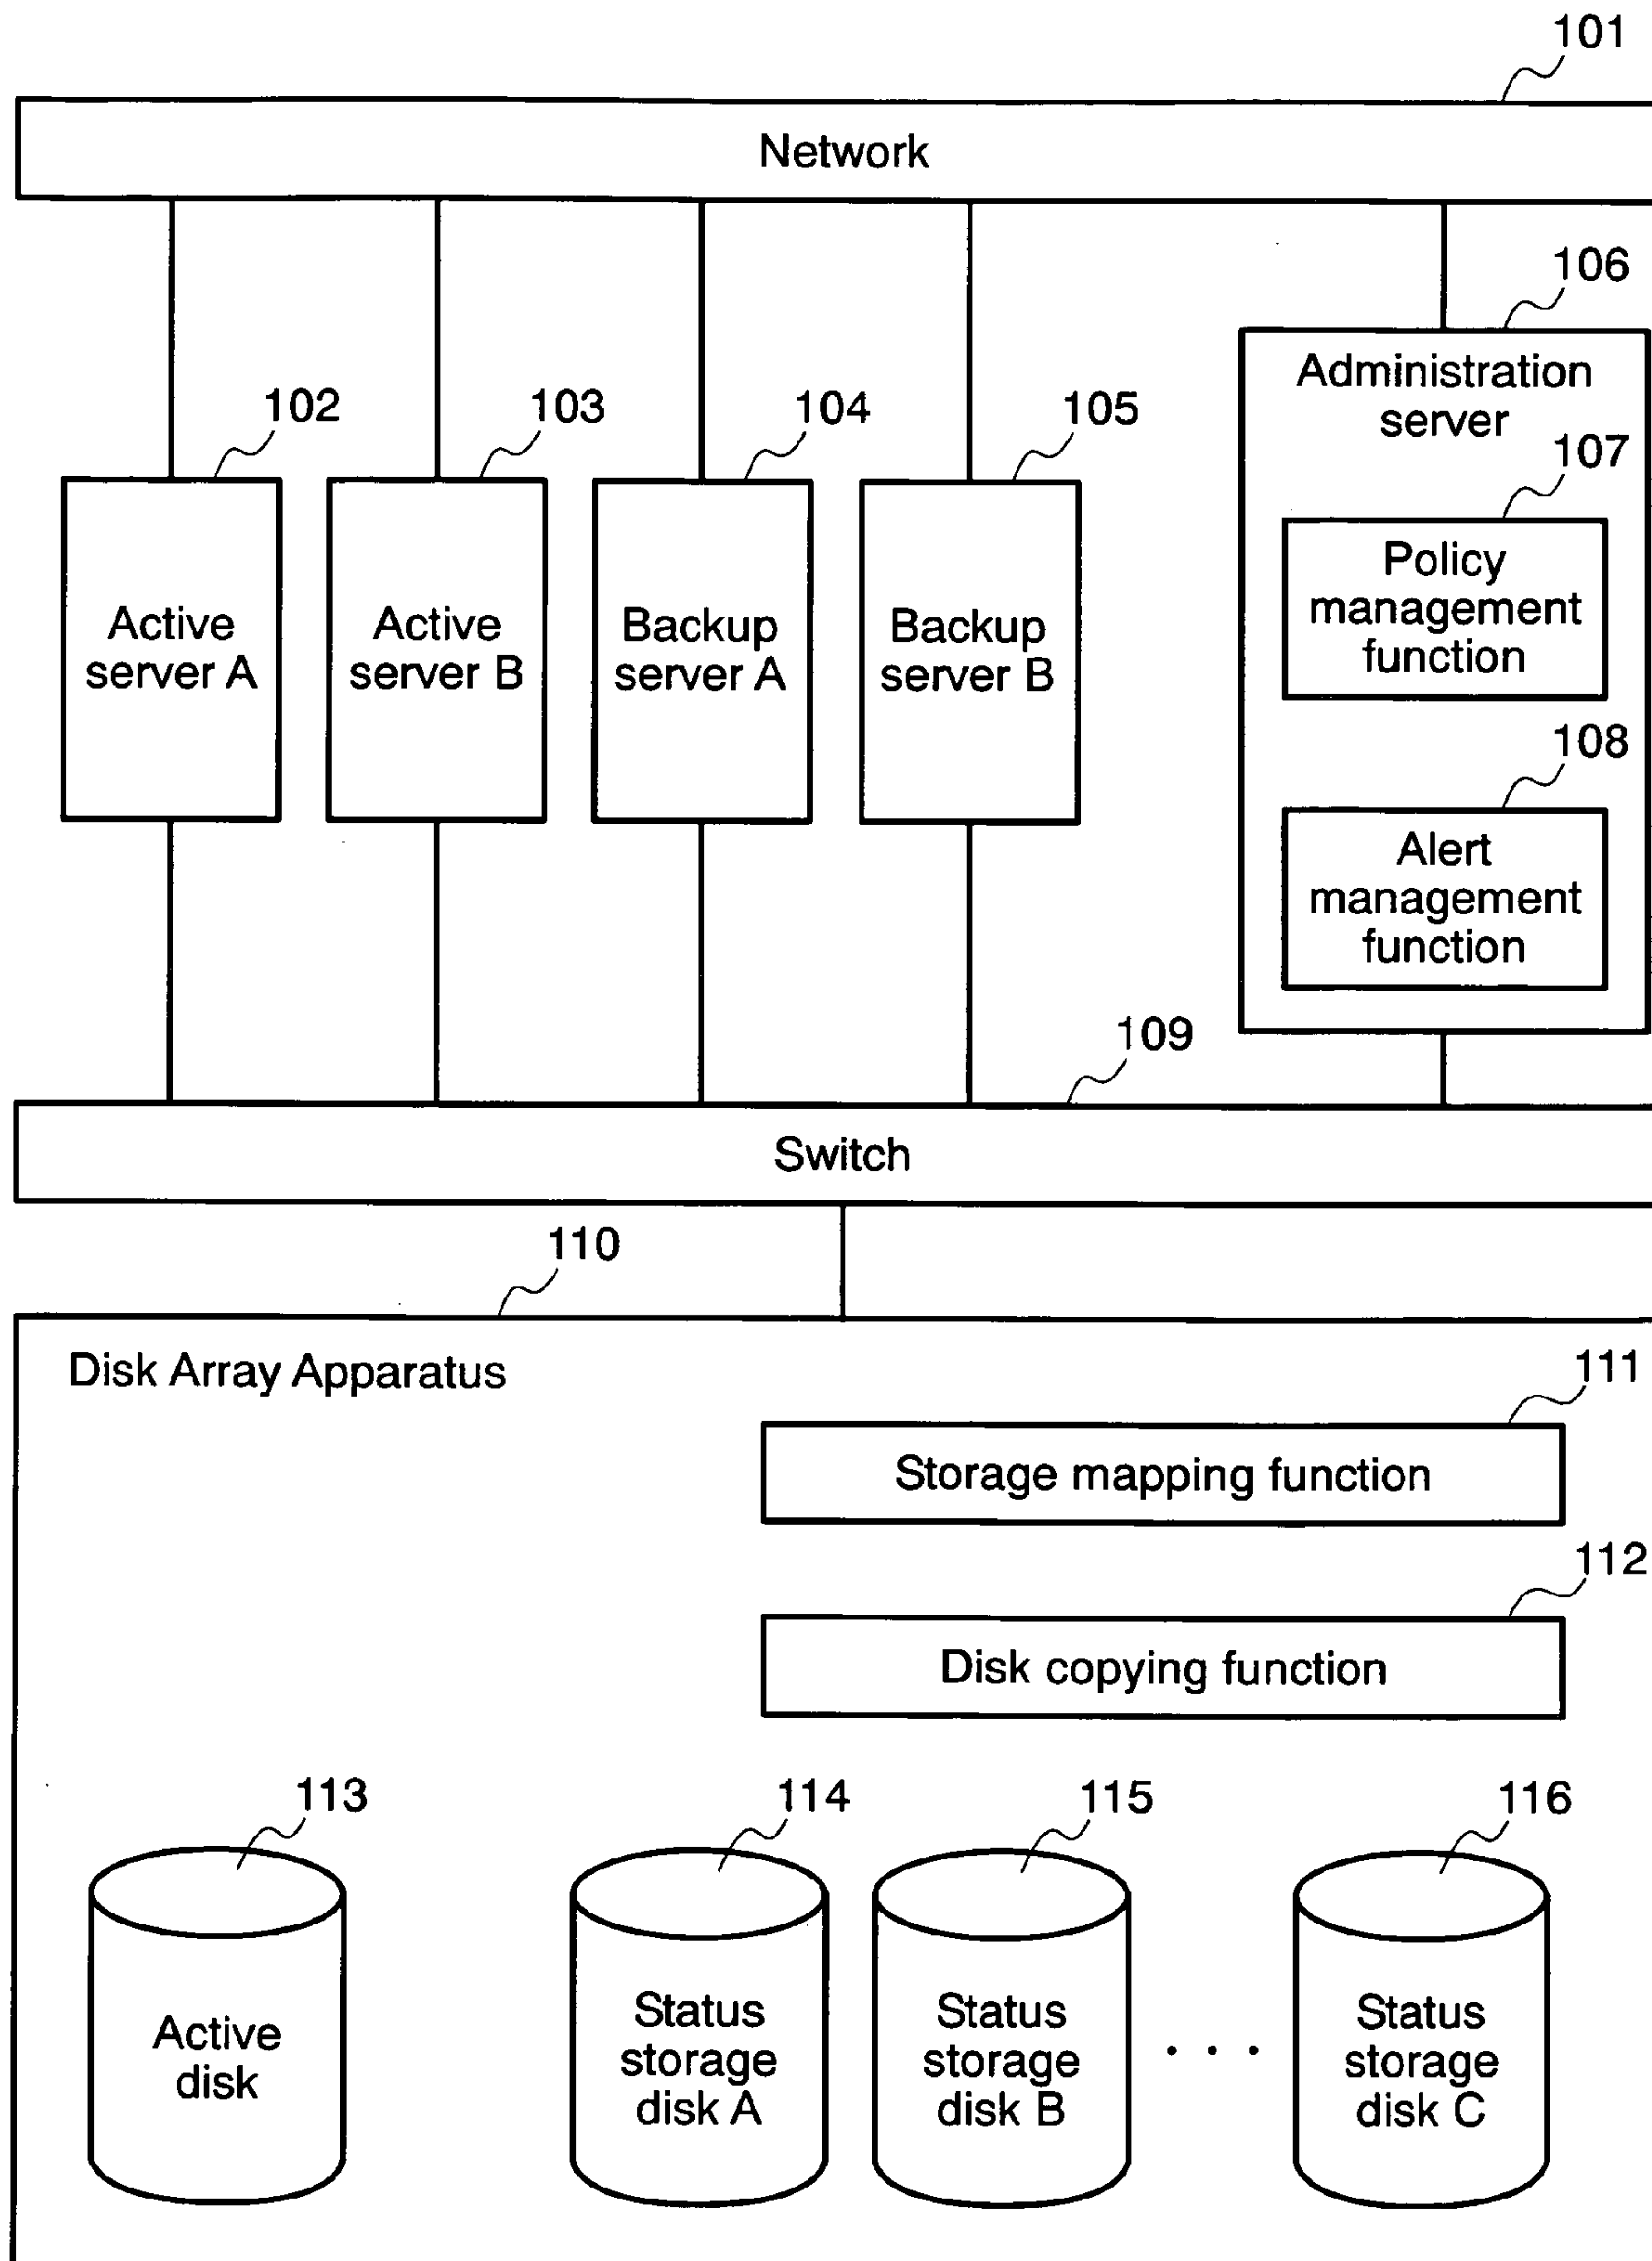 101
Network
106
Administration
server
102
103
104
105
107
Policy
management
function
Active
server A
Active
server B
Backup
server A
Backup
server B
108
Alert
management
function
109
Switch
110
Disk Array Apparatus
111
Storage mapping function
112
Disk copying function
113
114
115
116
Active
disk
Status
storage
disk A
Status
storage
disk B
. . .
Status
storage
disk C